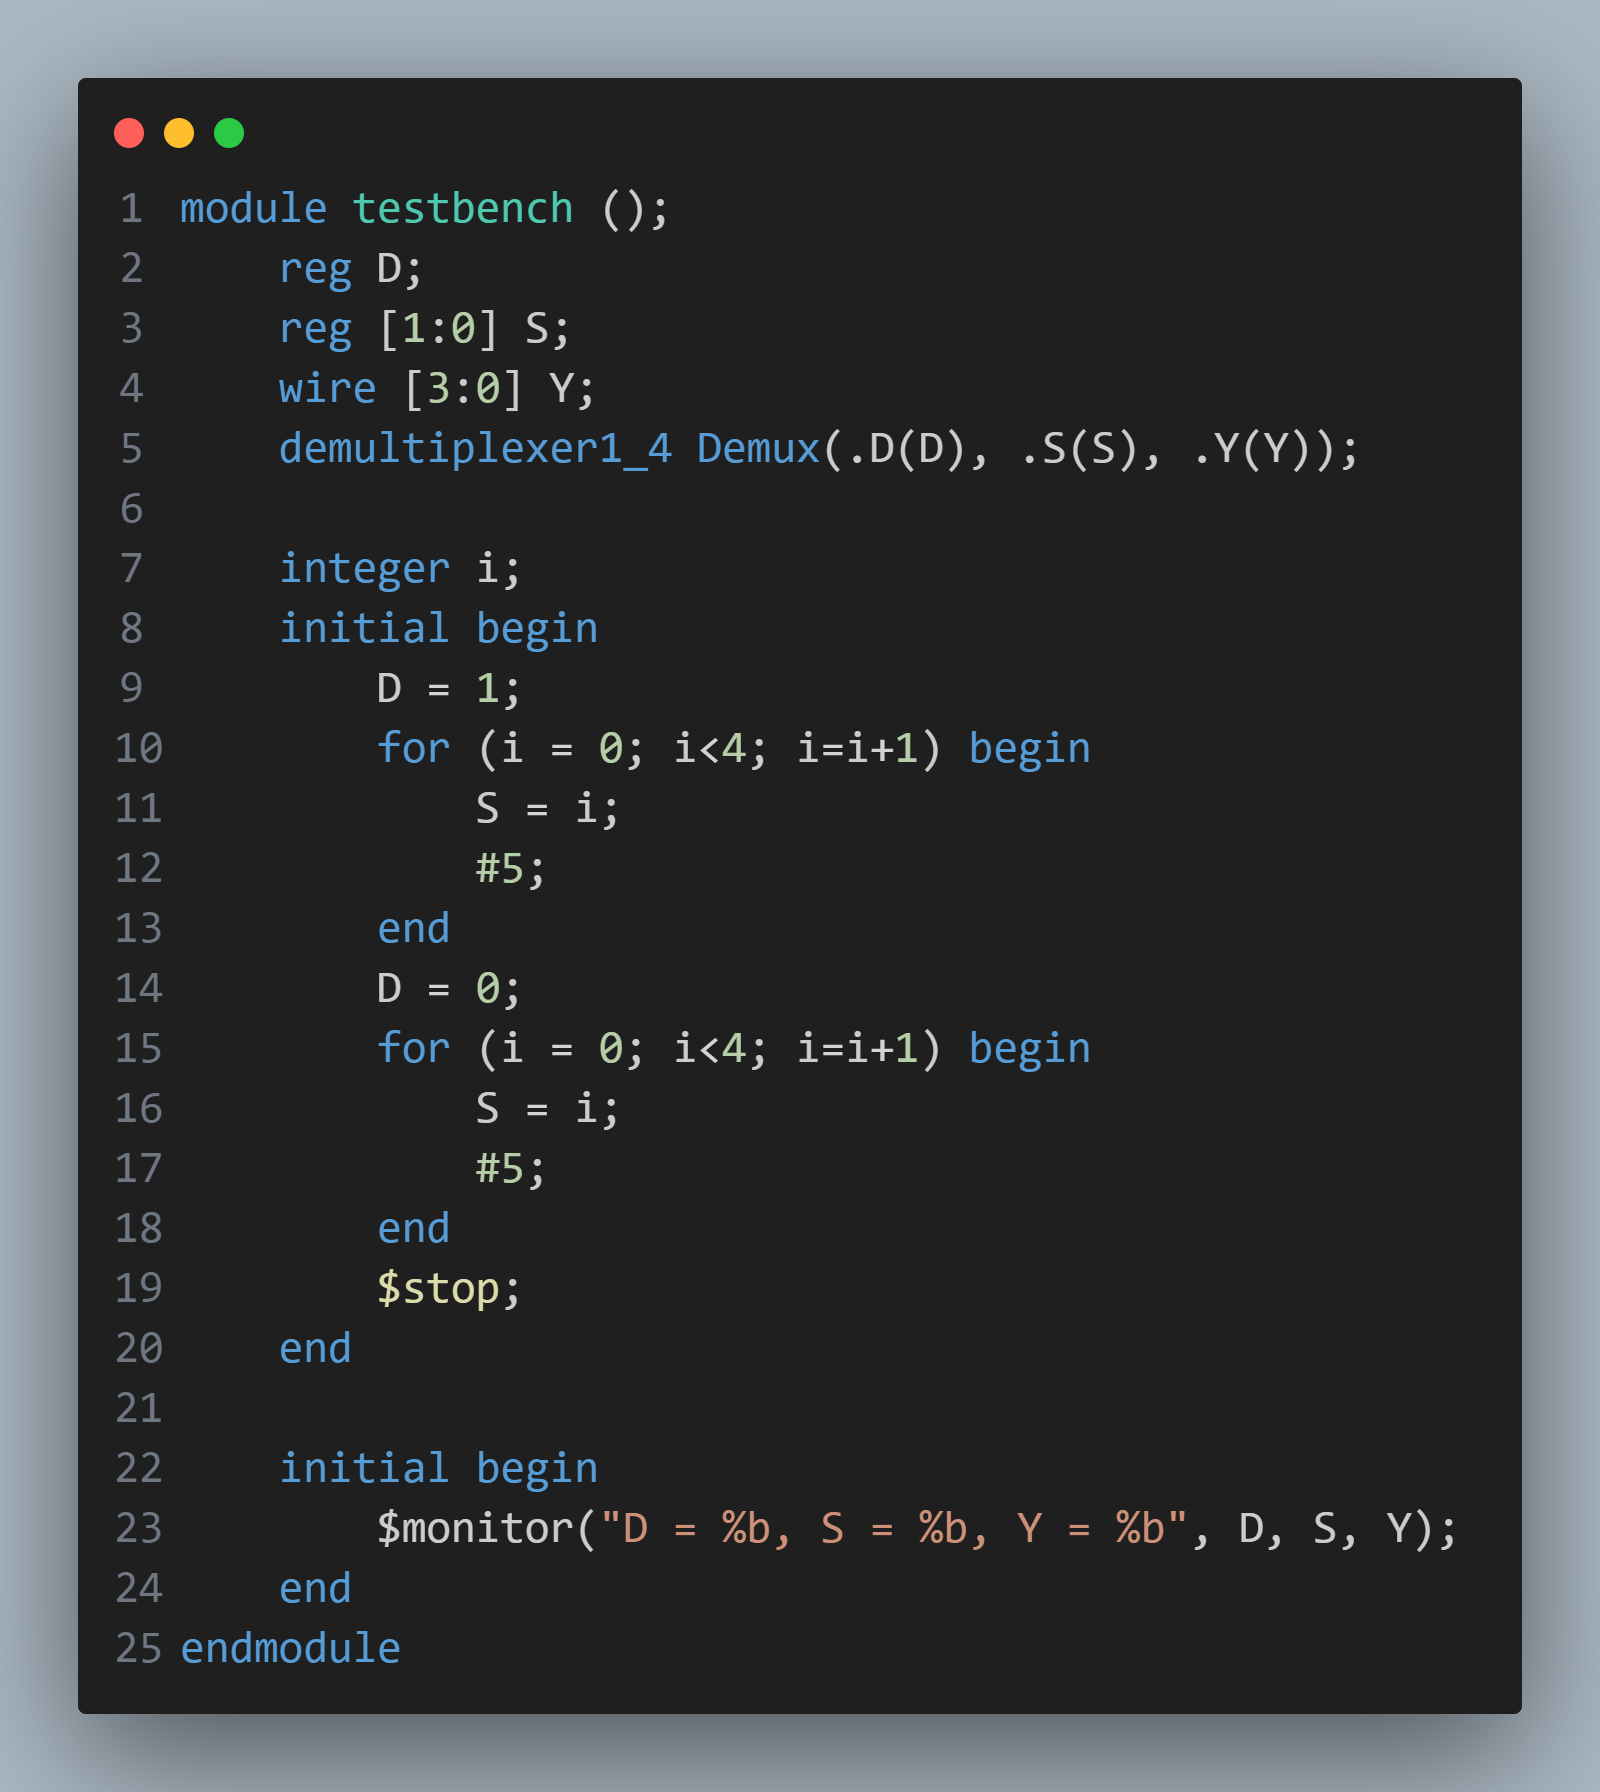 1 module testbench ();
2     reg D;
3     reg [1:0] S;
4     wire [3:0] Y;
5     demultiplexer1_4 Demux(.D(D), .S(S), .Y(Y));
6
7     integer i;
8     initial begin
9         D = 1;
10         for (i = 0; i<4; i=i+1) begin
11             S = i;
12             #5;
13         end
14         D = 0;
15         for (i = 0; i<4; i=i+1) begin
16             S = i;
17             #5;
18         end
19         $stop;
20     end
21
22     initial begin
23         $monitor("D = %b, S = %b, Y = %b", D, S, Y);
24     end
25 endmodule